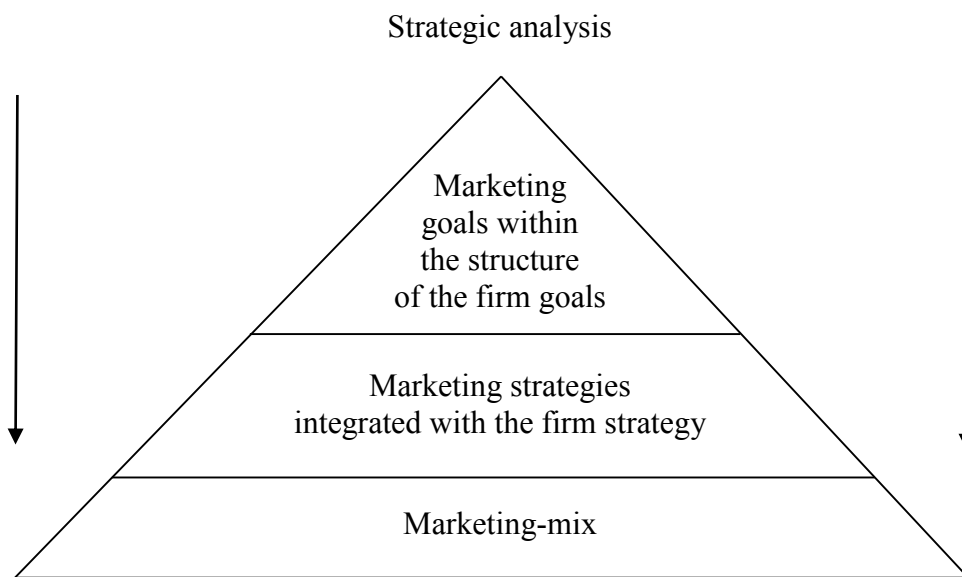 Strategic analysis
Marketing
goals within
the structure
of the firm goals
Marketing strategies
integrated with the firm strategy
Marketing-mix